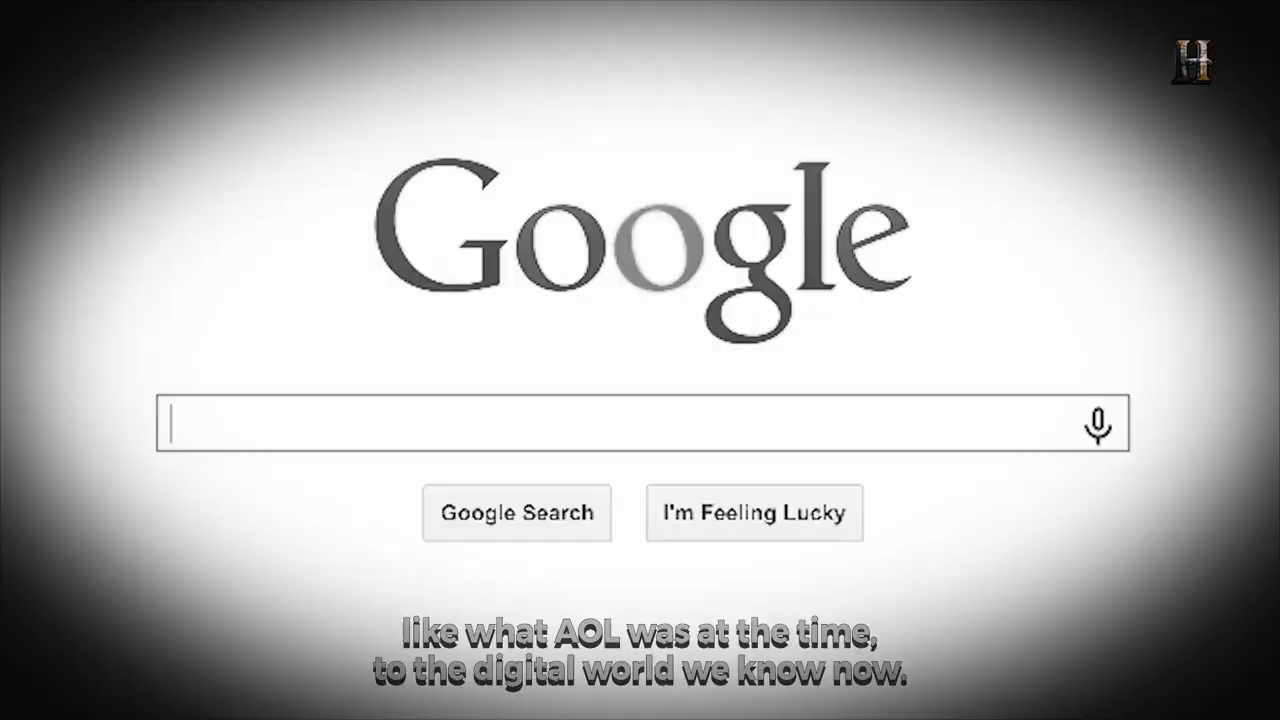 H
Google
Google Search
I'm Feeling Lucky
like what AOL was at the time,
to the digital world we know now.